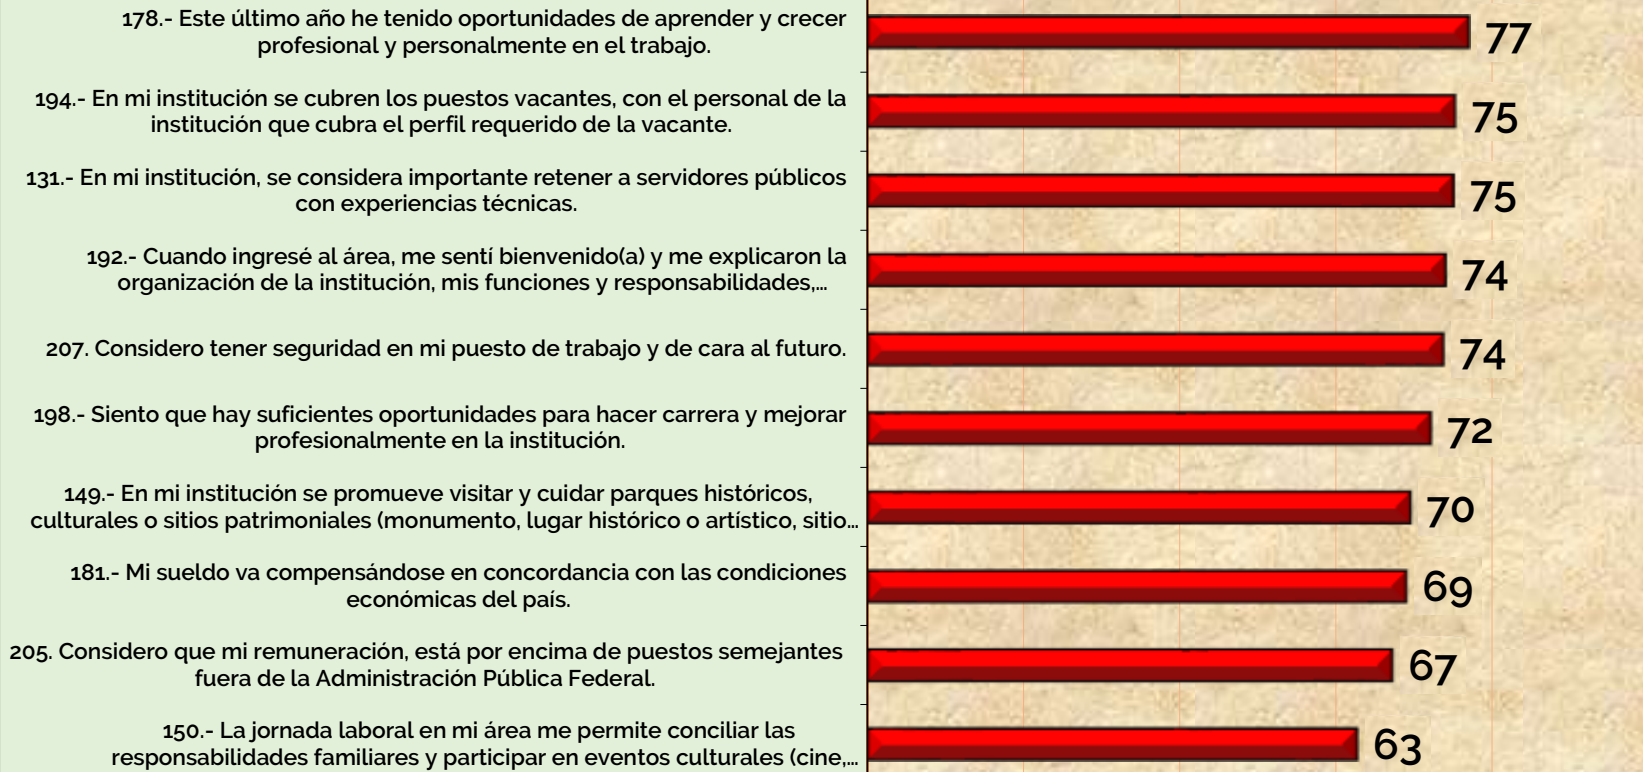 178.- Este último año he tenido oportunidades de aprender y crecer
profesional y personalmente en el trabajo.
77
194.- En mi institución se cubren los puestos vacantes, con el personal de la
institución que cubra el perfil requerido de la vacante.
75
131.- En mi institución, se considera importante retener a servidores públicos
con experiencias técnicas.
75
192.- Cuando ingresé al área, me sentí bienvenido(a) y me explicaron la
organización de la institución, mis funciones y responsabilidades,...
74
207. Considero tener seguridad en mi puesto de trabajo y de cara al futuro.
74
198.- Siento que hay suficientes oportunidades para hacer carrera y mejorar
profesionalmente en la institución.
72
149.- En mi institución se promueve visitar y cuidar parques históricos,
culturales o sitios patrimoniales (monumento, lugar histórico o artístico, sitio...
70
181.- Mi sueldo va compensándose en concordancia con las condiciones
económicas del país.
69
205. Considero que mi remuneración, está por encima de puestos semejantes
fuera de la Administración Pública Federal.
67
150.- La jornada laboral en mi área me permite conciliar las
responsabilidades familiares y participar en eventos culturales (cine,...
63